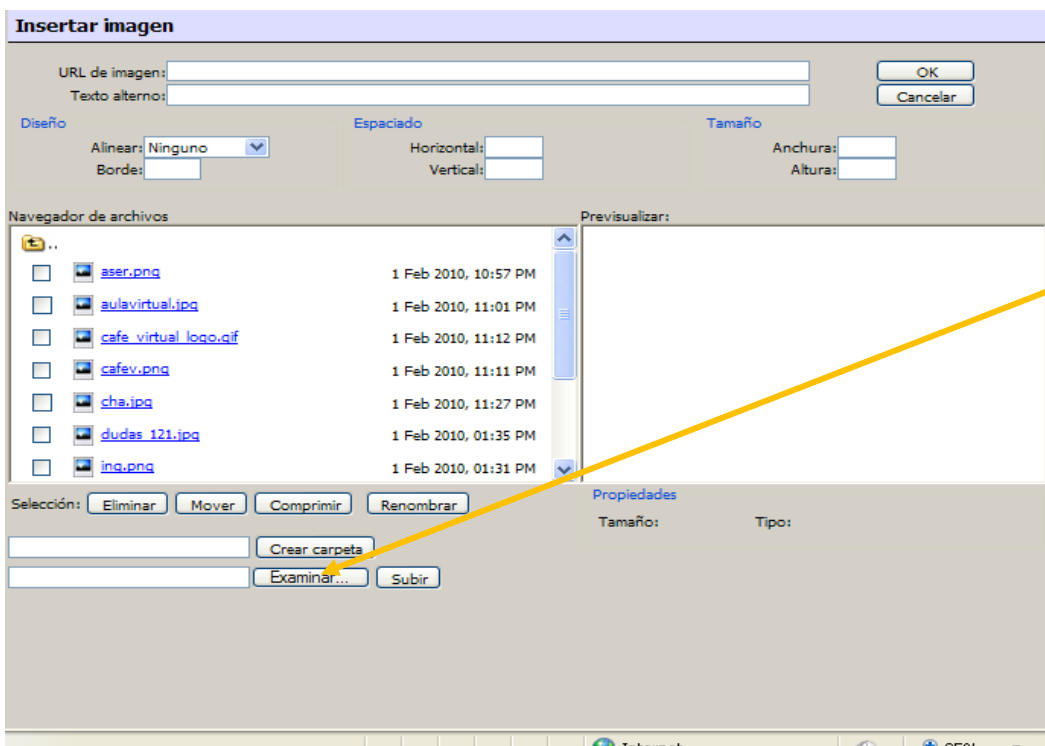 Insertar imagen
URL de imagen: OK
Texto alterno: Cancelar
Diseño Espaciado Tamaño
Alinear: Ninguno Horizontal: Anchura:
Borde: Vertical: Altura:
Navegador de archivos Previsualizar:
..
aser.png 1 Feb 2010, 10:57 PM
aulavirtual.jpg 1 Feb 2010, 11:01 PM
cafe_virtual_logo.gif 1 Feb 2010, 11:12 PM
cafev.png 1 Feb 2010, 11:11 PM
cha.jpg 1 Feb 2010, 11:27 PM
dudas_121.jpg 1 Feb 2010, 01:35 PM
ing.png 1 Feb 2010, 01:31 PM
Selección: Eliminar Mover Comprimir Renombrar Propiedades
Tamaño: Tipo:
Crear carpeta
Examinar... Subir
Internet